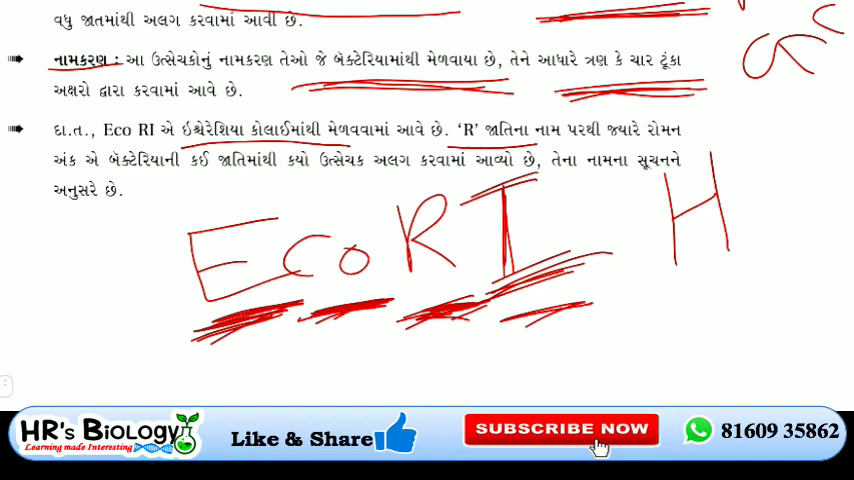 વધુ જાતમાંથી અલગ કરવામાં આવી છે.
નામકરણ : આ ઉત્સેચકોનું નામકરણ તેઓ જે બૅક્ટેરિયામાંથી મેળવાયા છે, તેને આધારે ત્રણ કે ચાર ટૂંકા
અક્ષરો દ્વારા કરવામાં આવે છે.
દા.ત., Eco RI એ ઇશ્ચેરેશિયા કોલાઈમાંથી મેળવવામાં આવે છે. ‘R’ જાતિના નામ પરથી જ્યારે રોમન
અંક એ બૅક્ટેરિયાની કઈ જાતિમાંથી કયો ઉત્સેચક અલગ કરવામાં આવ્યો છે, તેના નામના સૂચનને
અનુસરે છે.
EcoRI H
HR's Biology
Learning made Interesting
Like & Share
SUBSCRIBE NOW
81609 35862